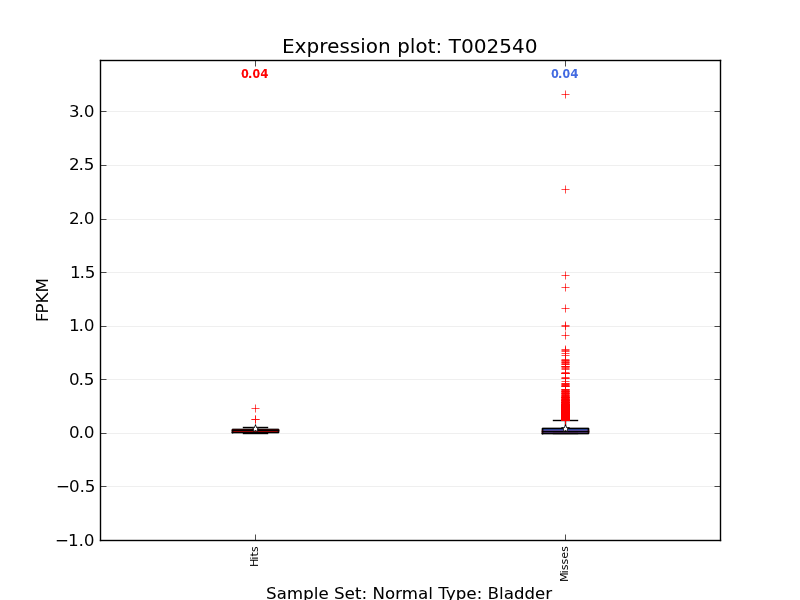 Expression plot: T002540
0.04 0.04
3.0
2.5
2.0
1.5
1.0
0.5
0.0
−0.5
−1.0
FPKM
Hits
Misses
Sample Set: Normal Type: Bladder